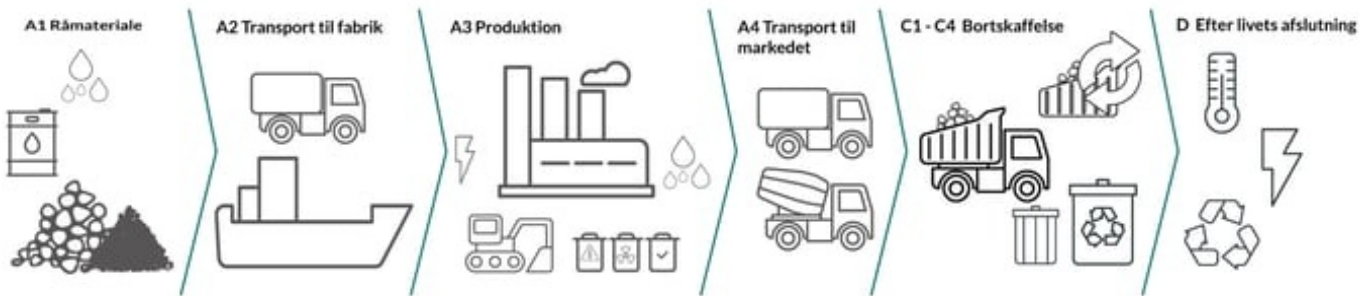 A1 Råmateriale
A2 Transport til fabrik
A3 Produktion
A4 Transport til
markedet
C1 - C4 Bortskaffelse
D Efter livets afslutning